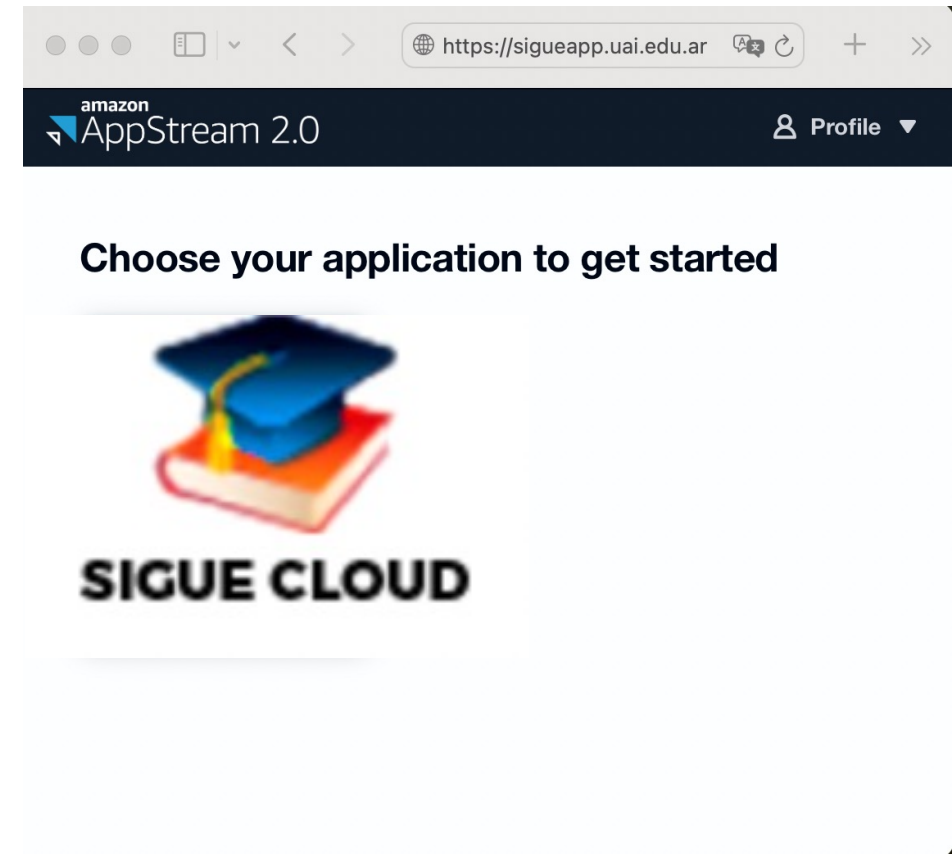 https://sigueapp.uai.edu.ar
amazon
AppStream 2.0
Profile
Choose your application to get started
SIGUE CLOUD